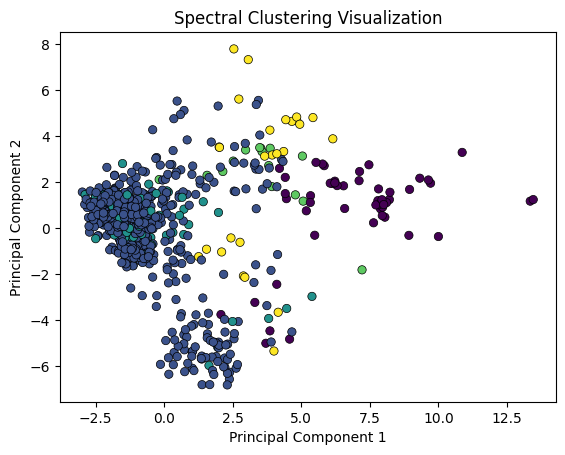 Spectral Clustering Visualization
Principal Component 2
8
6
4
2
0
−2
−4
−6
−2.5 0.0 2.5 5.0 7.5 10.0 12.5
Principal Component 1